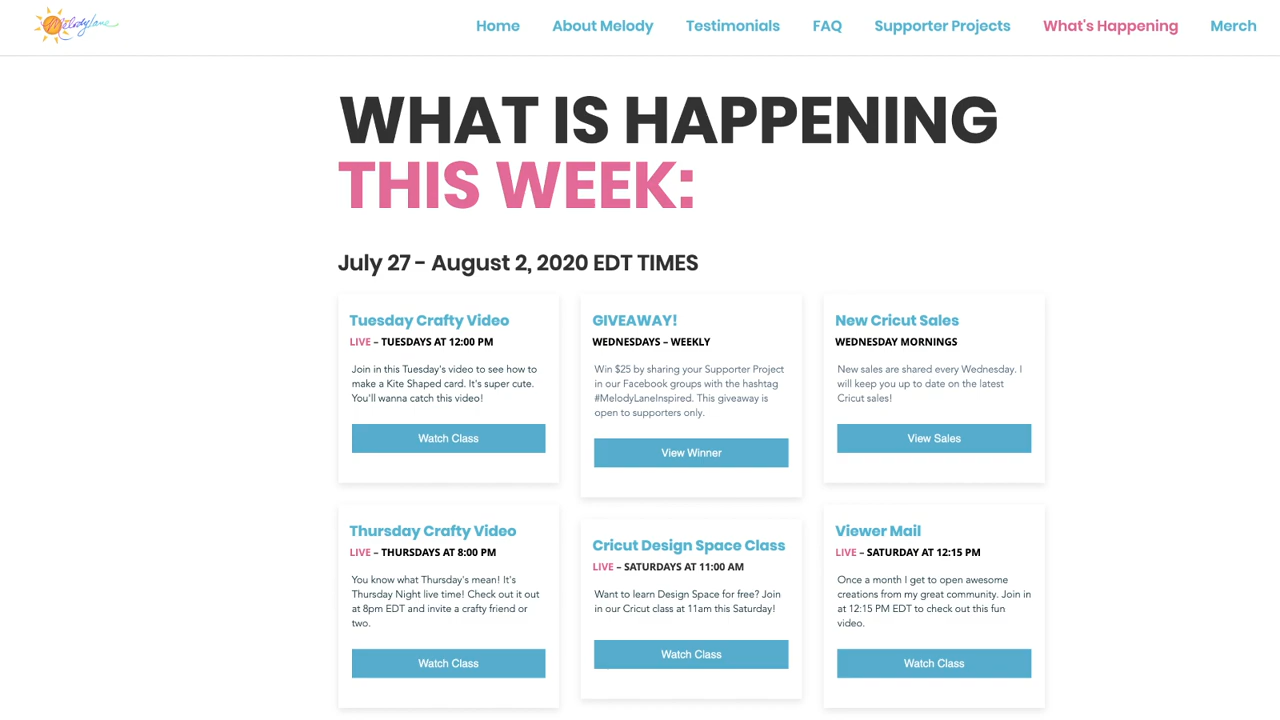 MelodyLane
Home About Melody Testimonials FAQ Supporter Projects What's Happening Merch
WHAT IS HAPPENING
THIS WEEK:
July 27 - August 2, 2020 EDT TIMES
Tuesday Crafty Video
LIVE – TUESDAYS AT 12:00 PM
Join in this Tuesday's video to see how to
make a Kite Shaped card. It's super cute.
You'll wanna catch this video!
Watch Class
GIVEAWAY!
WEDNESDAYS – WEEKLY
Win $25 by sharing your Supporter Project
in our Facebook groups with the hashtag
#MelodyLaneInspired. This giveaway is
open to supporters only.
View Winner
New Cricut Sales
WEDNESDAY MORNINGS
New sales are shared every Wednesday. I
will keep you up to date on the latest
Cricut sales!
View Sales
Thursday Crafty Video
LIVE – THURSDAYS AT 8:00 PM
You know what Thursday's mean! It's
Thursday Night live time! Check out it out
at 8pm EDT and invite a crafty friend or
two.
Watch Class
Cricut Design Space Class
LIVE – SATURDAYS AT 11:00 AM
Want to learn Design Space for free? Join
in our Cricut class at 11am this Saturday!
Watch Class
Viewer Mail
LIVE – SATURDAY AT 12:15 PM
Once a month I get to open awesome
creations from my great community. Join in
at 12:15 PM EDT to check out this fun
video.
Watch Class